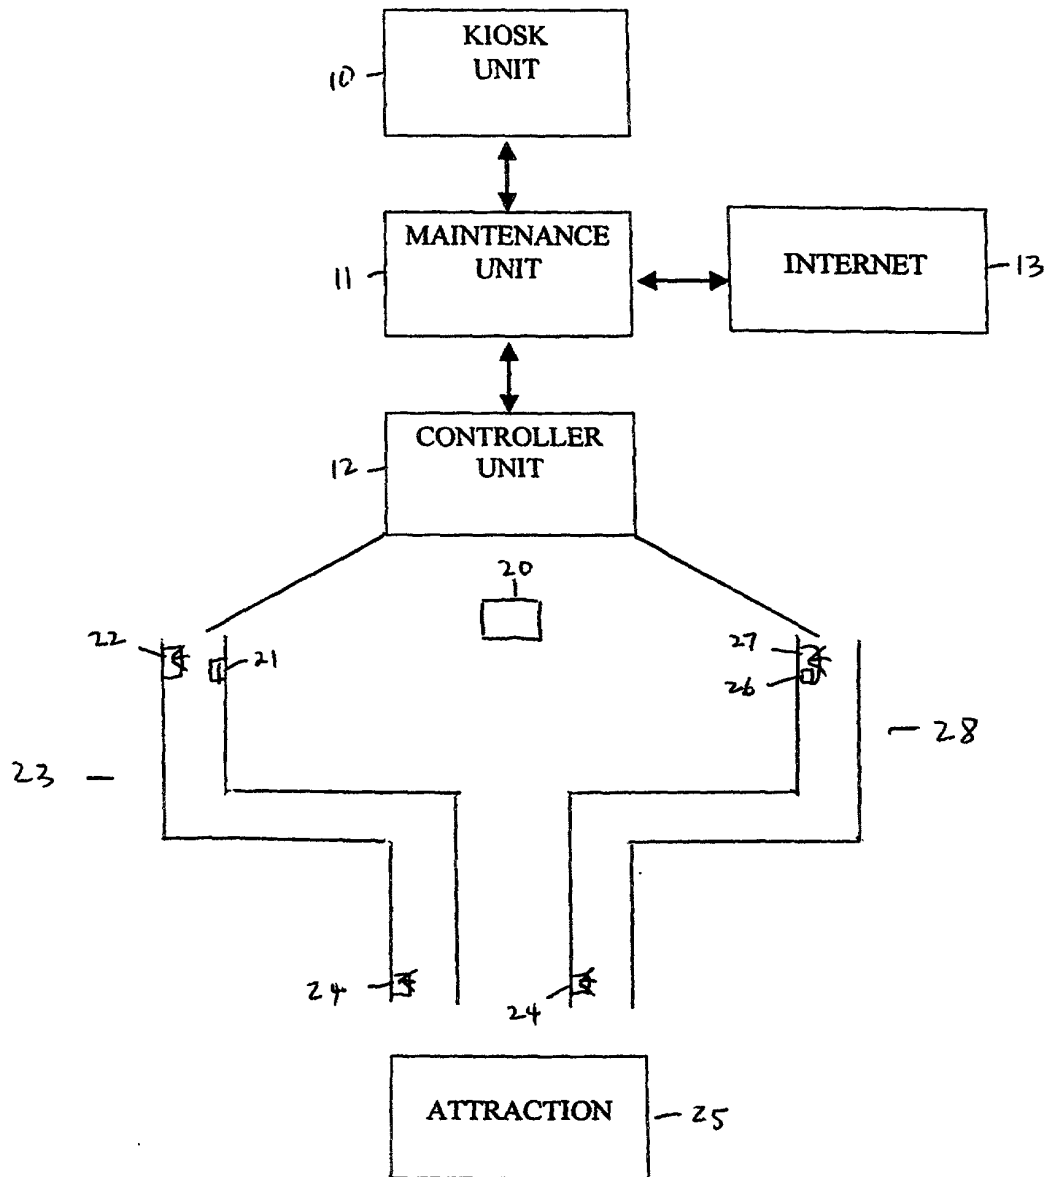 KIOSK
UNIT
10
MAINTENANCE
UNIT
11
INTERNET
13
CONTROLLER
UNIT
12
20
22
21
27
26
23
28
24
24
ATTRACTION
25